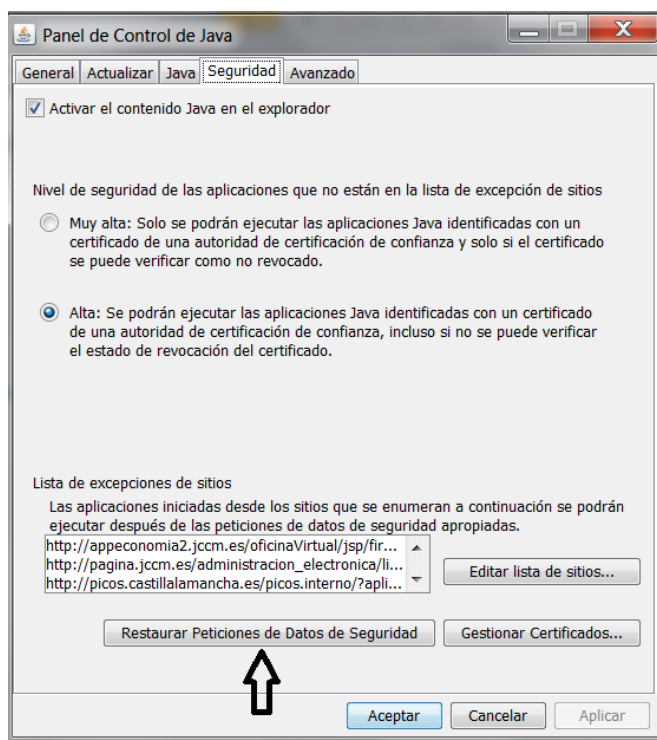 Panel de Control de Java
General Actualizar Java Seguridad Avanzado
Activar el contenido Java en el explorador
Nivel de seguridad de las aplicaciones que no están en la lista de excepción de sitios
Muy alta: Solo se podrán ejecutar las aplicaciones Java identificadas con un
certificado de una autoridad de certificación de confianza y solo si el certificado
se puede verificar como no revocado.
Alta: Se podrán ejecutar las aplicaciones Java identificadas con un certificado
de una autoridad de certificación de confianza, incluso si no se puede verificar
el estado de revocación del certificado.
Lista de excepciones de sitios
Las aplicaciones iniciadas desde los sitios que se enumeran a continuación se podrán
ejecutar después de las peticiones de datos de seguridad apropiadas.
http://appeconomia2.jccm.es/oficinaVirtual/jsp/fir...
http://pagina.jccm.es/administracion_electronica/li...
http://picos.castillalamancha.es/picos.interno/?apli...
Editar lista de sitios...
Restaurar Peticiones de Datos de Seguridad Gestionar Certificados...
Aceptar Cancelar Aplicar